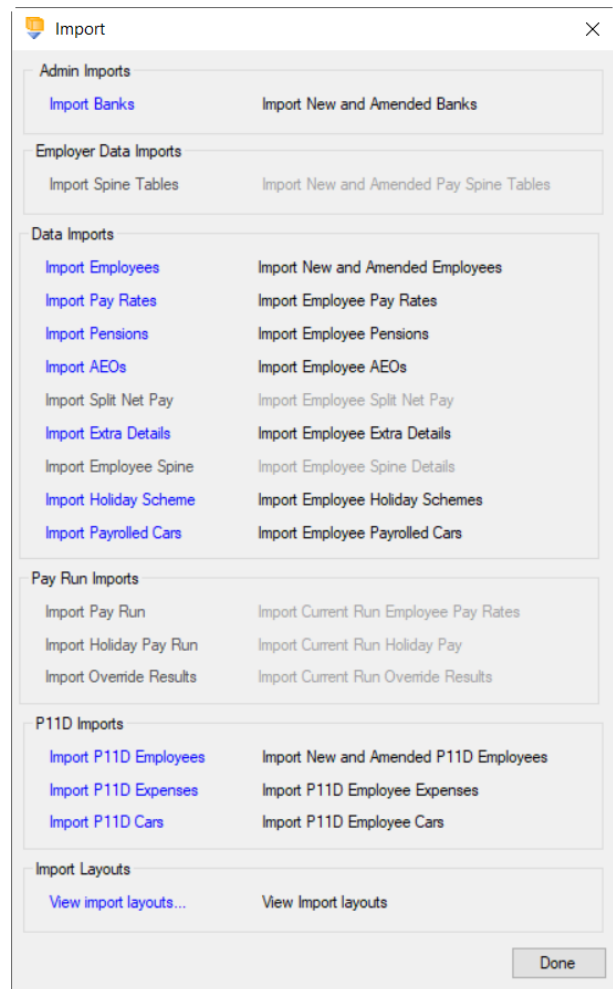 Import
Admin Imports
Import Banks Import New and Amended Banks
Employer Data Imports
Import Spine Tables Import New and Amended Pay Spine Tables
Data Imports
Import Employees Import New and Amended Employees
Import Pay Rates Import Employee Pay Rates
Import Pensions Import Employee Pensions
Import AEOs Import Employee AEOs
Import Split Net Pay Import Employee Split Net Pay
Import Extra Details Import Employee Extra Details
Import Employee Spine Import Employee Spine Details
Import Holiday Scheme Import Employee Holiday Schemes
Import Payrolled Cars Import Employee Payrolled Cars
Pay Run Imports
Import Pay Run Import Current Run Employee Pay Rates
Import Holiday Pay Run Import Current Run Holiday Pay
Import Override Results Import Current Run Override Results
P11D Imports
Import P11D Employees Import New and Amended P11D Employees
Import P11D Expenses Import P11D Employee Expenses
Import P11D Cars Import P11D Employee Cars
Import Layouts
View import layouts... View Import layouts
Done